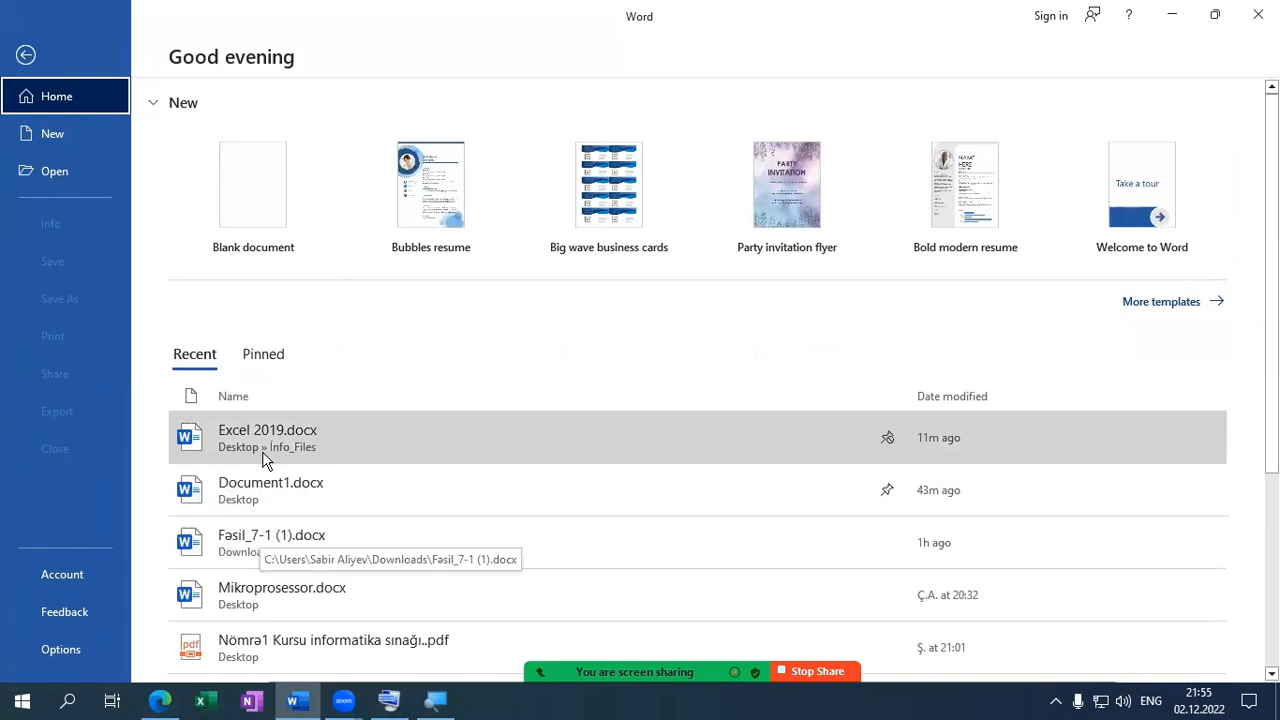 Word
Sign in
?
Good evening
Home
New
Open
Info
Save
Save As
Print
Share
Export
Close
Account
Feedback
Options
New
PARTY
INVITATION
NAME
HERE
Take a tour
Blank document
Bubbles resume
Big wave business cards
Party invitation flyer
Bold modern resume
Welcome to Word
More templates
Recent
Pinned
Name
Date modified
Excel 2019.docx
Desktop » İnfo_Files
11m ago
Document1.docx
Desktop
43m ago
Fəsil_7-1 (1).docx
1h ago
C:\Users\Sabir Aliyev\Downloads\Fəsil_7-1 (1).docx
Mikroprosessor.docx
Desktop
Ç.A. at 20:32
pdf
Nömrə1 Kursu informatika sınağı..pdf
Desktop
Ş. at 21:01
You are screen sharing
Stop Share
zoom
ENG
21:55
02.12.2022